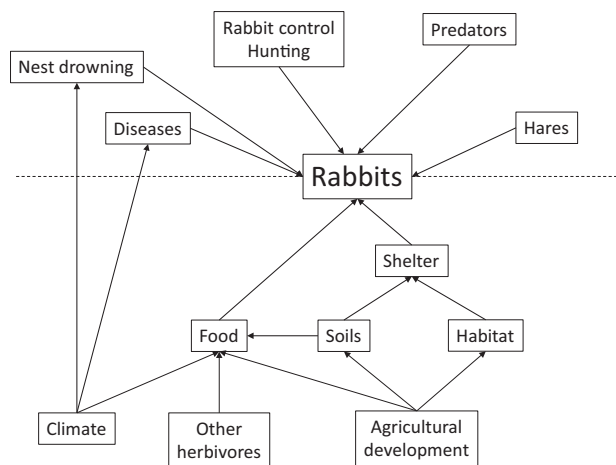 Rabbit control
Hunting
Predators
Nest drowning
Diseases
Hares
Rabbits
Shelter
Food
Soils
Habitat
Climate
Other
herbivores
Agricultural
development